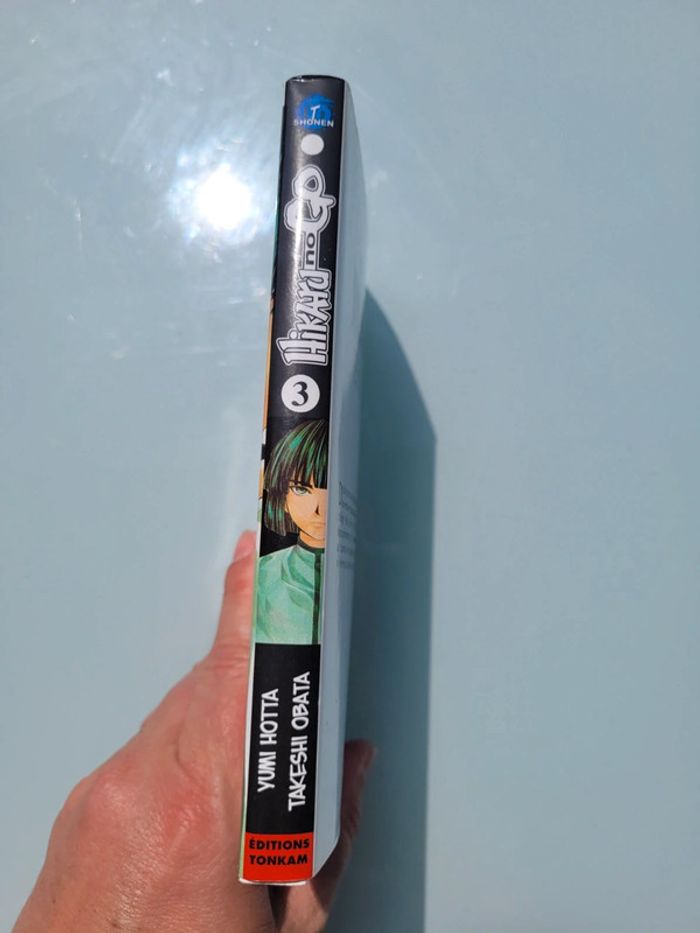 T
SHONEN
HIKARU no GO
3
YUMI HOTTA
TAKESHI OBATA
ÉDITIONS
TONKAM